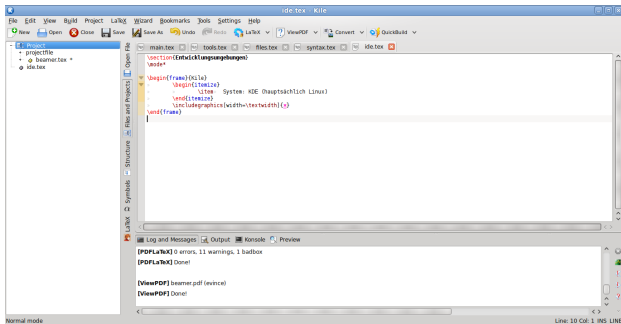 ide.tex - Kile
File Edit View Build Project LaTeX Wizard Bookmarks Tools Settings Help
New Open Close Save Save As Undo Redo LaTeX ViewPDF Convert QuickBuild
Project
projectfile
beamer.tex *
ide.tex
Open File
Files and Projects
Structure
Symbols
LaTeX
main.tex tools.tex files.tex syntax.tex ide.tex
\section{Entwicklungsumgebungen}
\mode*
\begin{frame}{Kile}
\begin{itemize}
\item System: KDE (hauptsächlich Linux)
\end{itemize}
\includegraphics[width=\textwidth]{×}
\end{frame}
Log and Messages Output Konsole Preview
[PDFLaTeX] 0 errors, 11 warnings, 1 badbox
[PDFLaTeX] Done!
[ViewPDF] beamer.pdf (evince)
[ViewPDF] Done!
Normal mode Line: 10 Col: 1 INS LINE